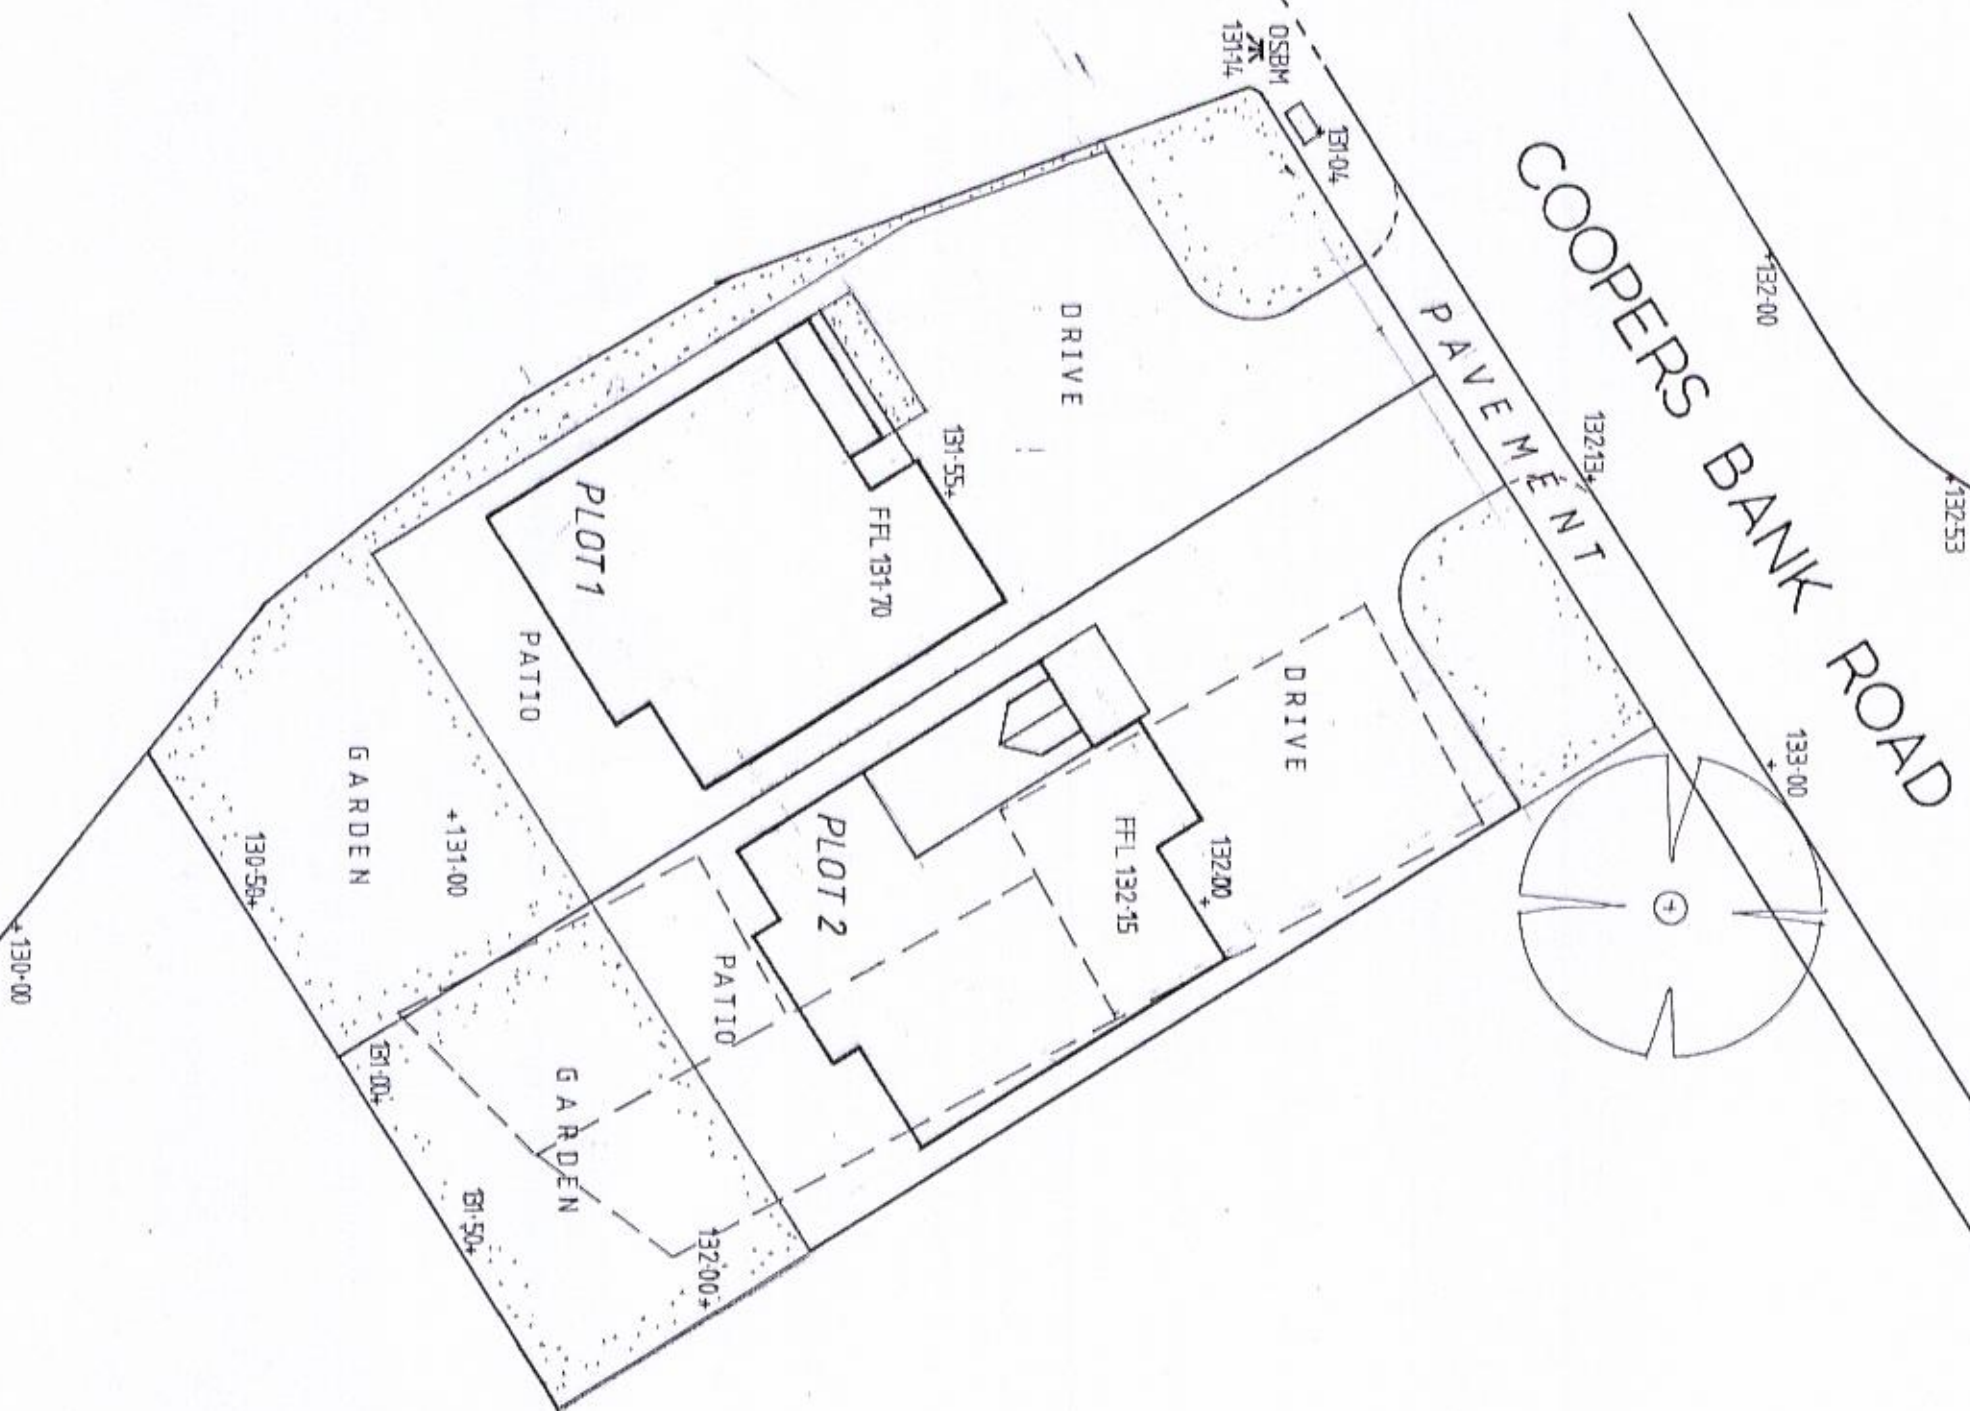 OSBM
131·14
131·04
COOPERS BANK ROAD
132·00
132·53
PAVEMENT
132·13
133·00
DRIVE
131·55
FFL 131·70
PLOT 1
PATIO
GARDEN
131·00
130·50
130·00
DRIVE
132·00
FFL 132·15
PLOT 2
PATIO
GARDEN
131·00
131·50
132·00